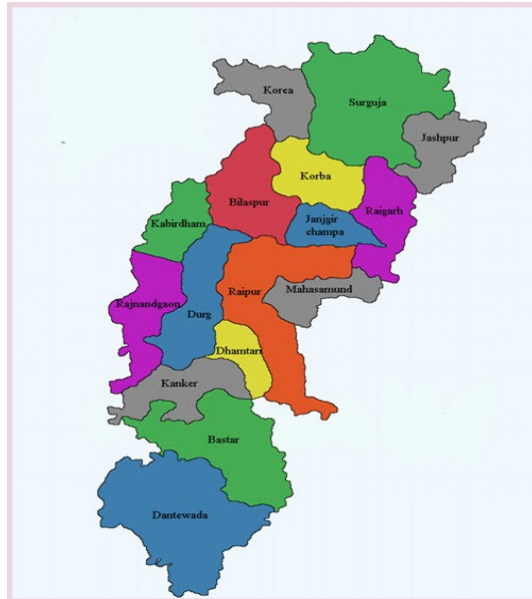 Korea
Surguja
Jashpur
Korba
Bilaspur
Raigarh
Janjgir
champa
Kabirdham
Mahasamund
Raipur
Rajnandgaon
Durg
Dhamtari
Kanker
Bastar
Dantewada